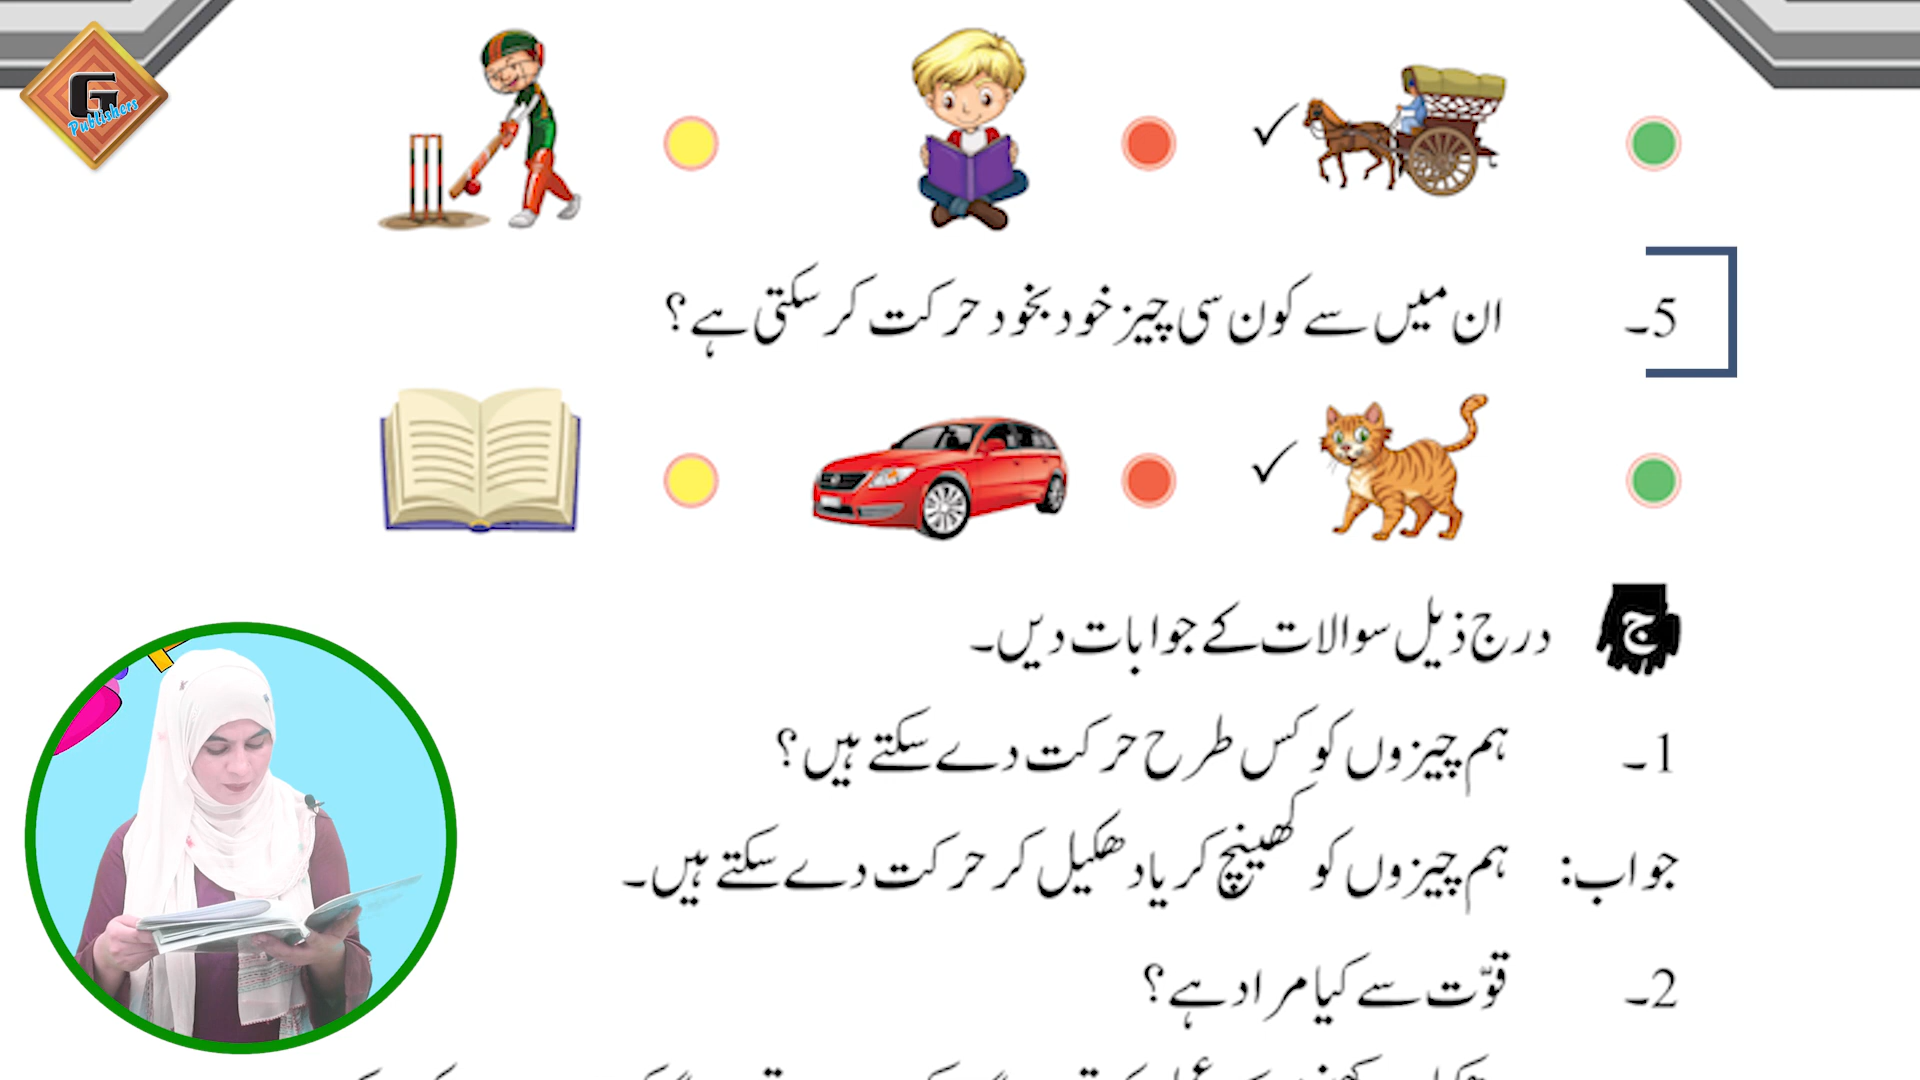 G
Publishers
5۔ ان میں سے کون سی چیز خود بخود حرکت کر سکتی ہے؟
ج درج ذیل سوالات کے جوابات دیں۔
1۔ ہم چیزوں کو کس طرح حرکت دے سکتے ہیں؟
جواب: ہم چیزوں کو کھینچ کر یا دھکیل کر حرکت دے سکتے ہیں۔
2۔ قوّت سے کیا مراد ہے؟